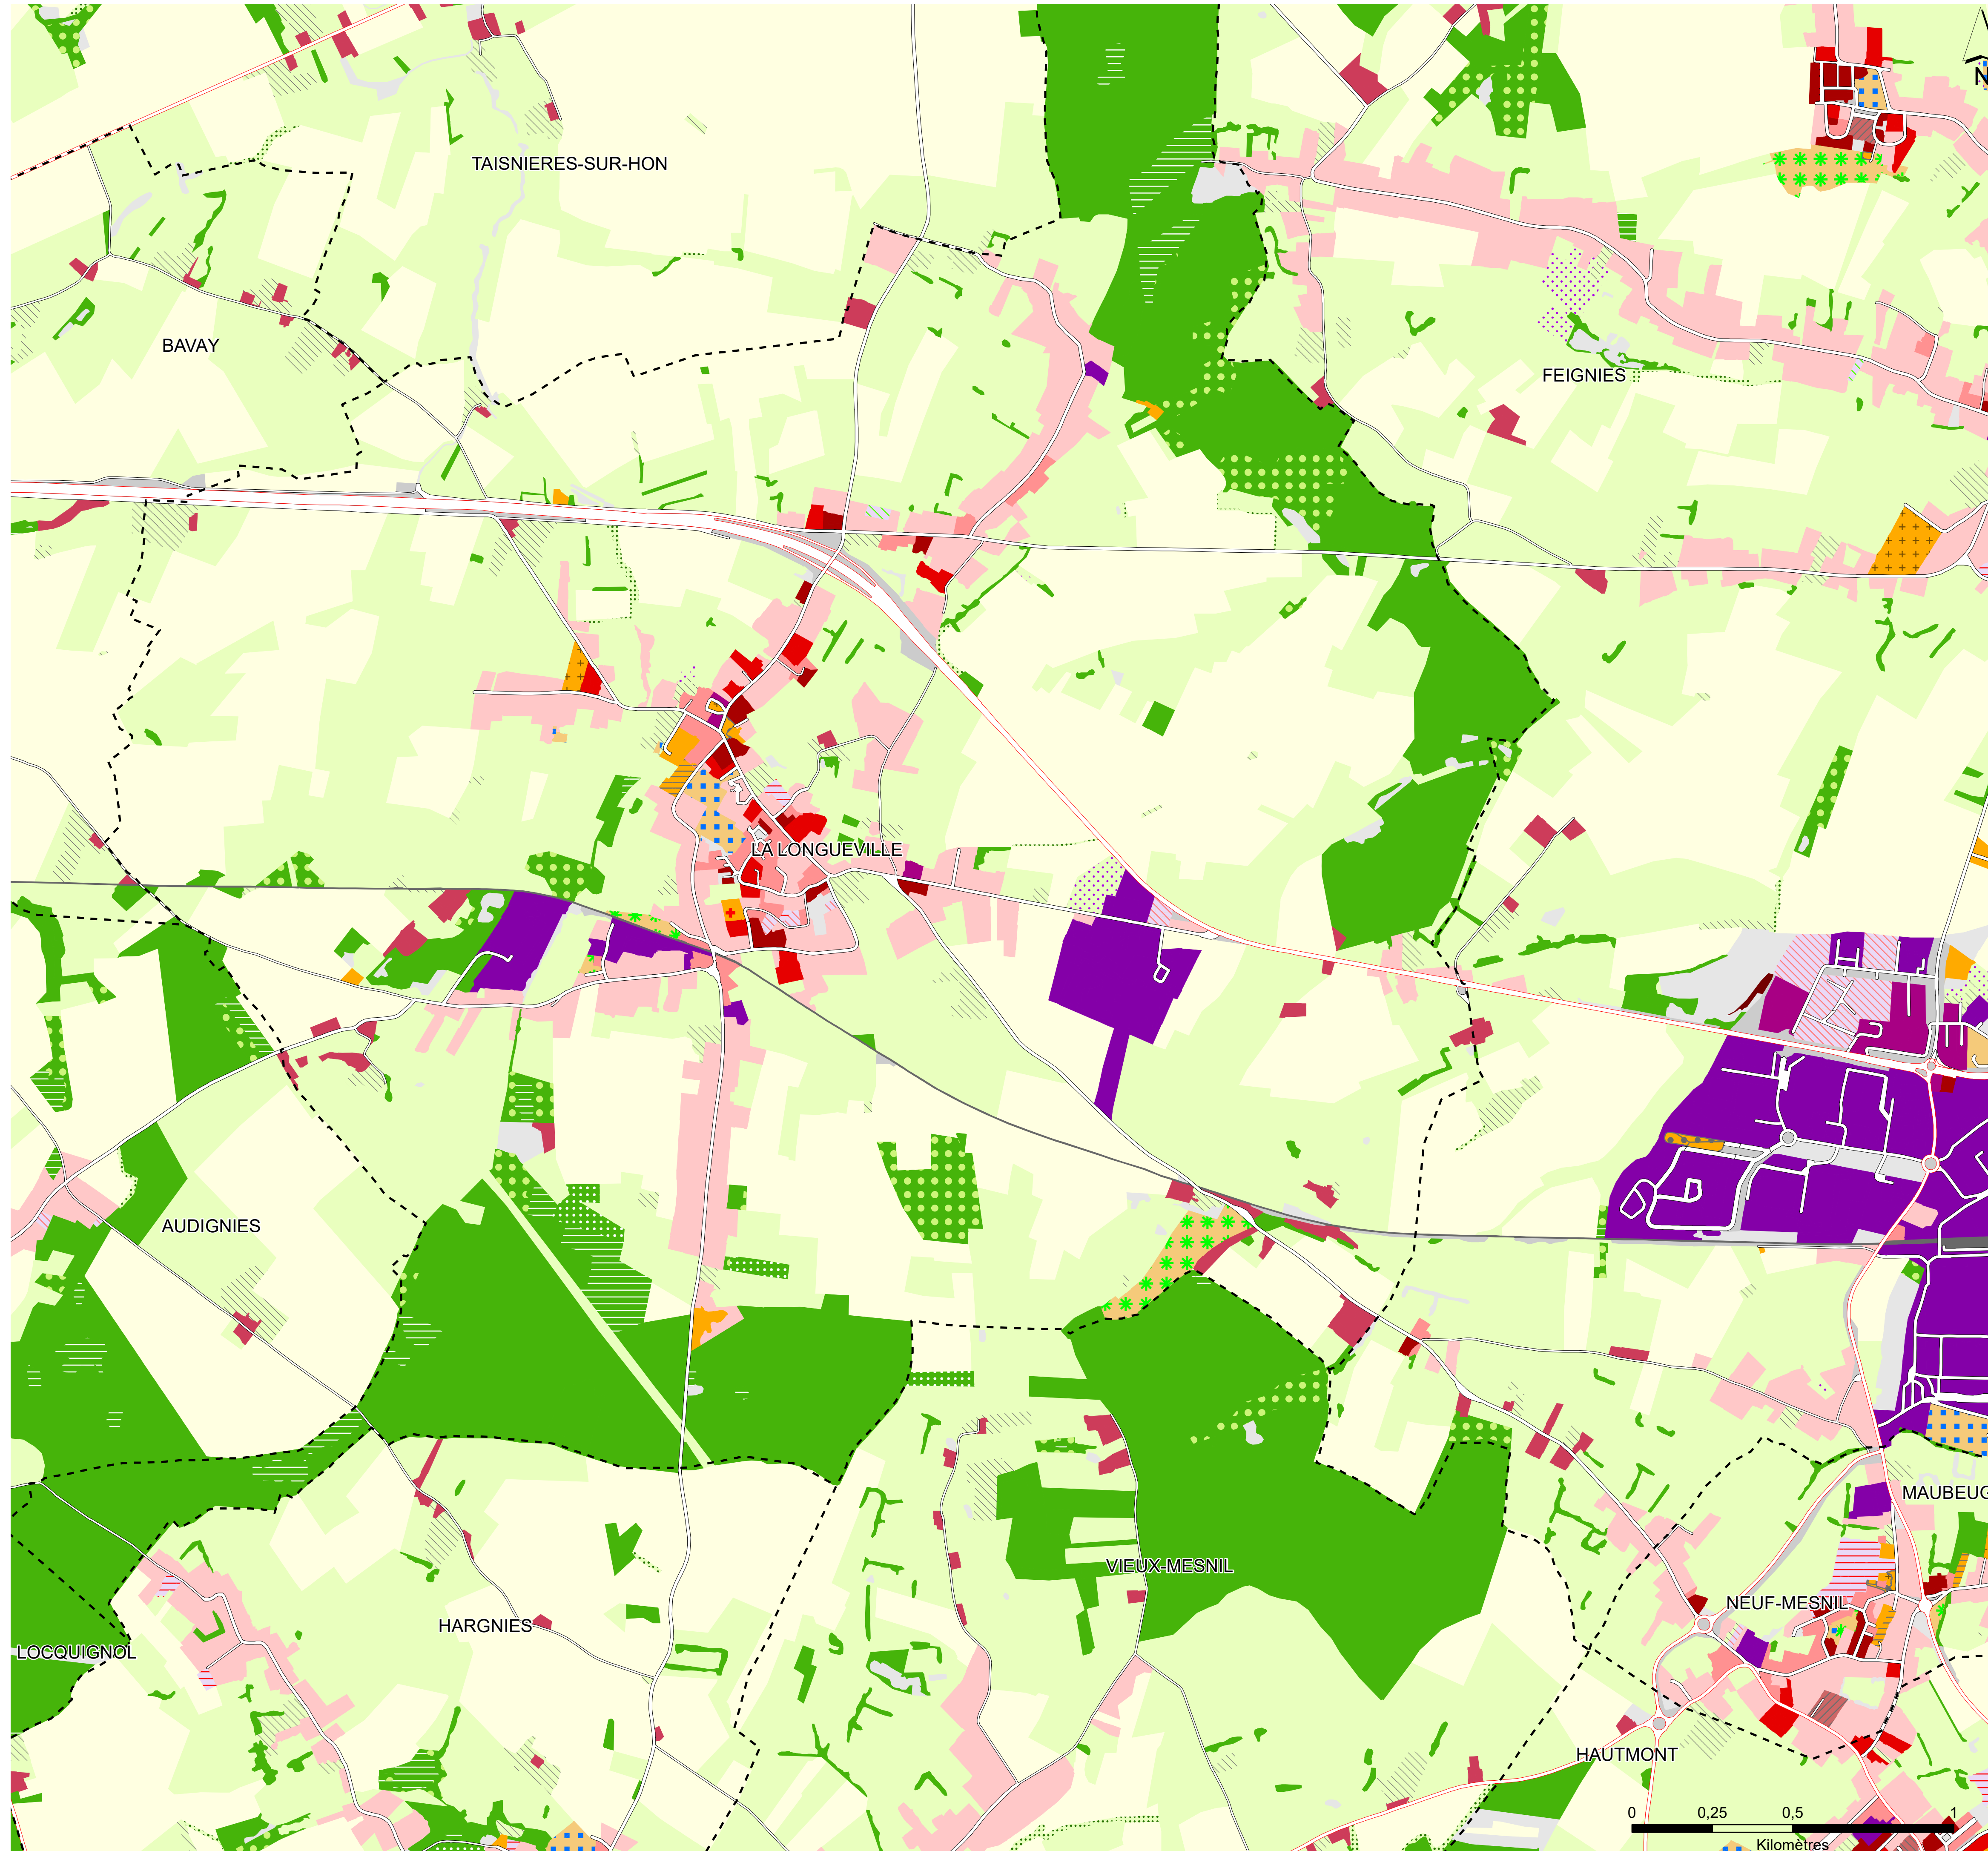 N
TAISNIERES-SUR-HON
BAVAY
FEIGNIES
LA LONGUEVILLE
AUDIGNIES
MAUBEUG
VIEUX-MESNIL
NEUF-MESNIL
HARGNIES
LOCQUIGNOL
HAUTMONT
0 0,25 0,5 1
Kilomètres